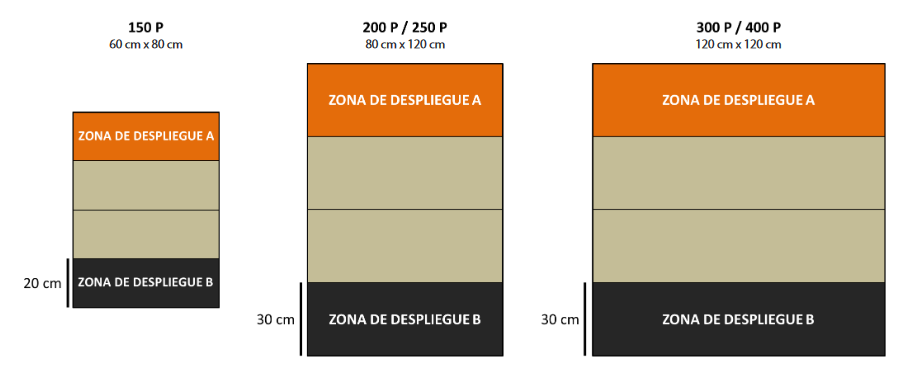 150 P
60 cm x 80 cm
ZONA DE DESPLIEGUE A
20 cm
ZONA DE DESPLIEGUE B
200 P / 250 P
80 cm x 120 cm
ZONA DE DESPLIEGUE A
30 cm
ZONA DE DESPLIEGUE B
300 P / 400 P
120 cm x 120 cm
ZONA DE DESPLIEGUE A
30 cm
ZONA DE DESPLIEGUE B